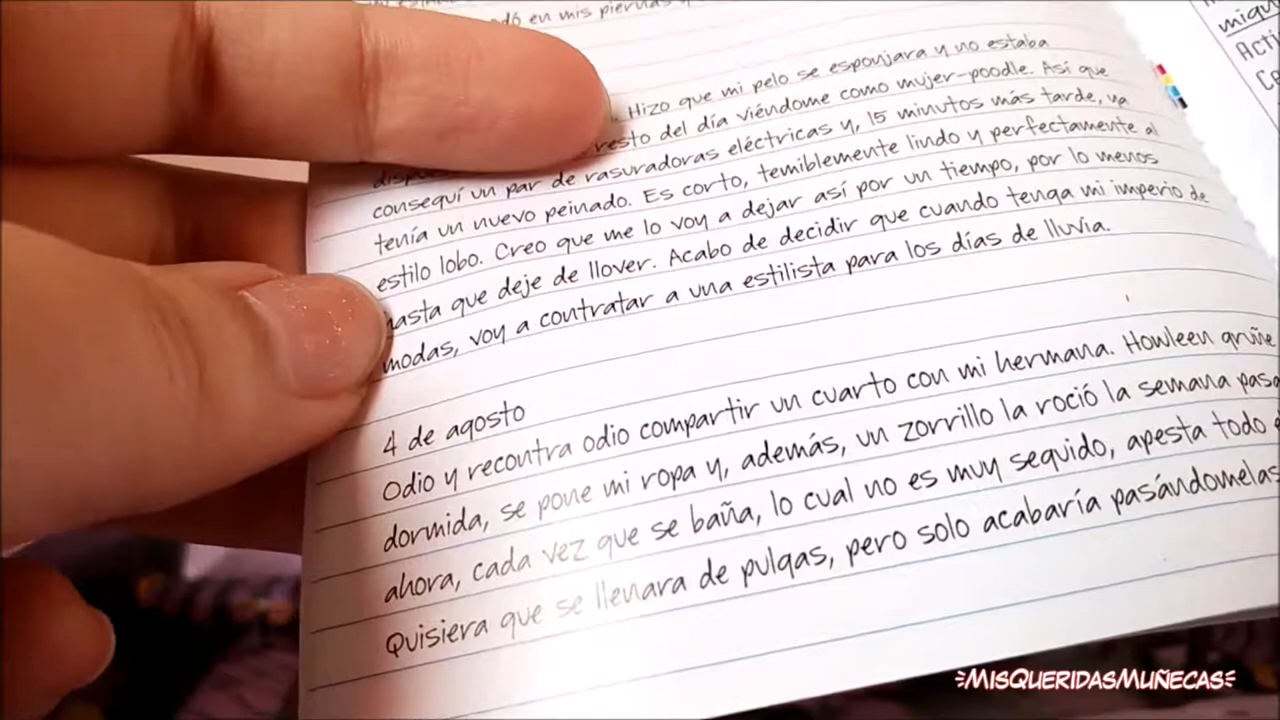 dó en mis piernas
Hizo que mi pelo se esponjara y no estaba
resto del día viéndome como mujer-poodle. Así que
conseguí un par de rasuradoras eléctricas y, 15 minutos más tarde, ya
tenía un nuevo peinado. Es corto, temiblemente lindo y perfectamente al
estilo lobo. Creo que me lo voy a dejar así por un tiempo, por lo menos
hasta que deje de llover. Acabo de decidir que cuando tenga mi imperio de
modas, voy a contratar a una estilista para los días de lluvia.
4 de agosto
Odio y recontra odio compartir un cuarto con mi hermana. Howleen gruñe
dormida, se pone mi ropa y, además, un zorrillo la roció la semana pasa
ahora, cada vez que se baña, lo cual no es muy seguido, apesta todo
Quisiera que se llenara de pulgas, pero solo acabaría pasándomelas
MISQUERIDASMUÑECAS